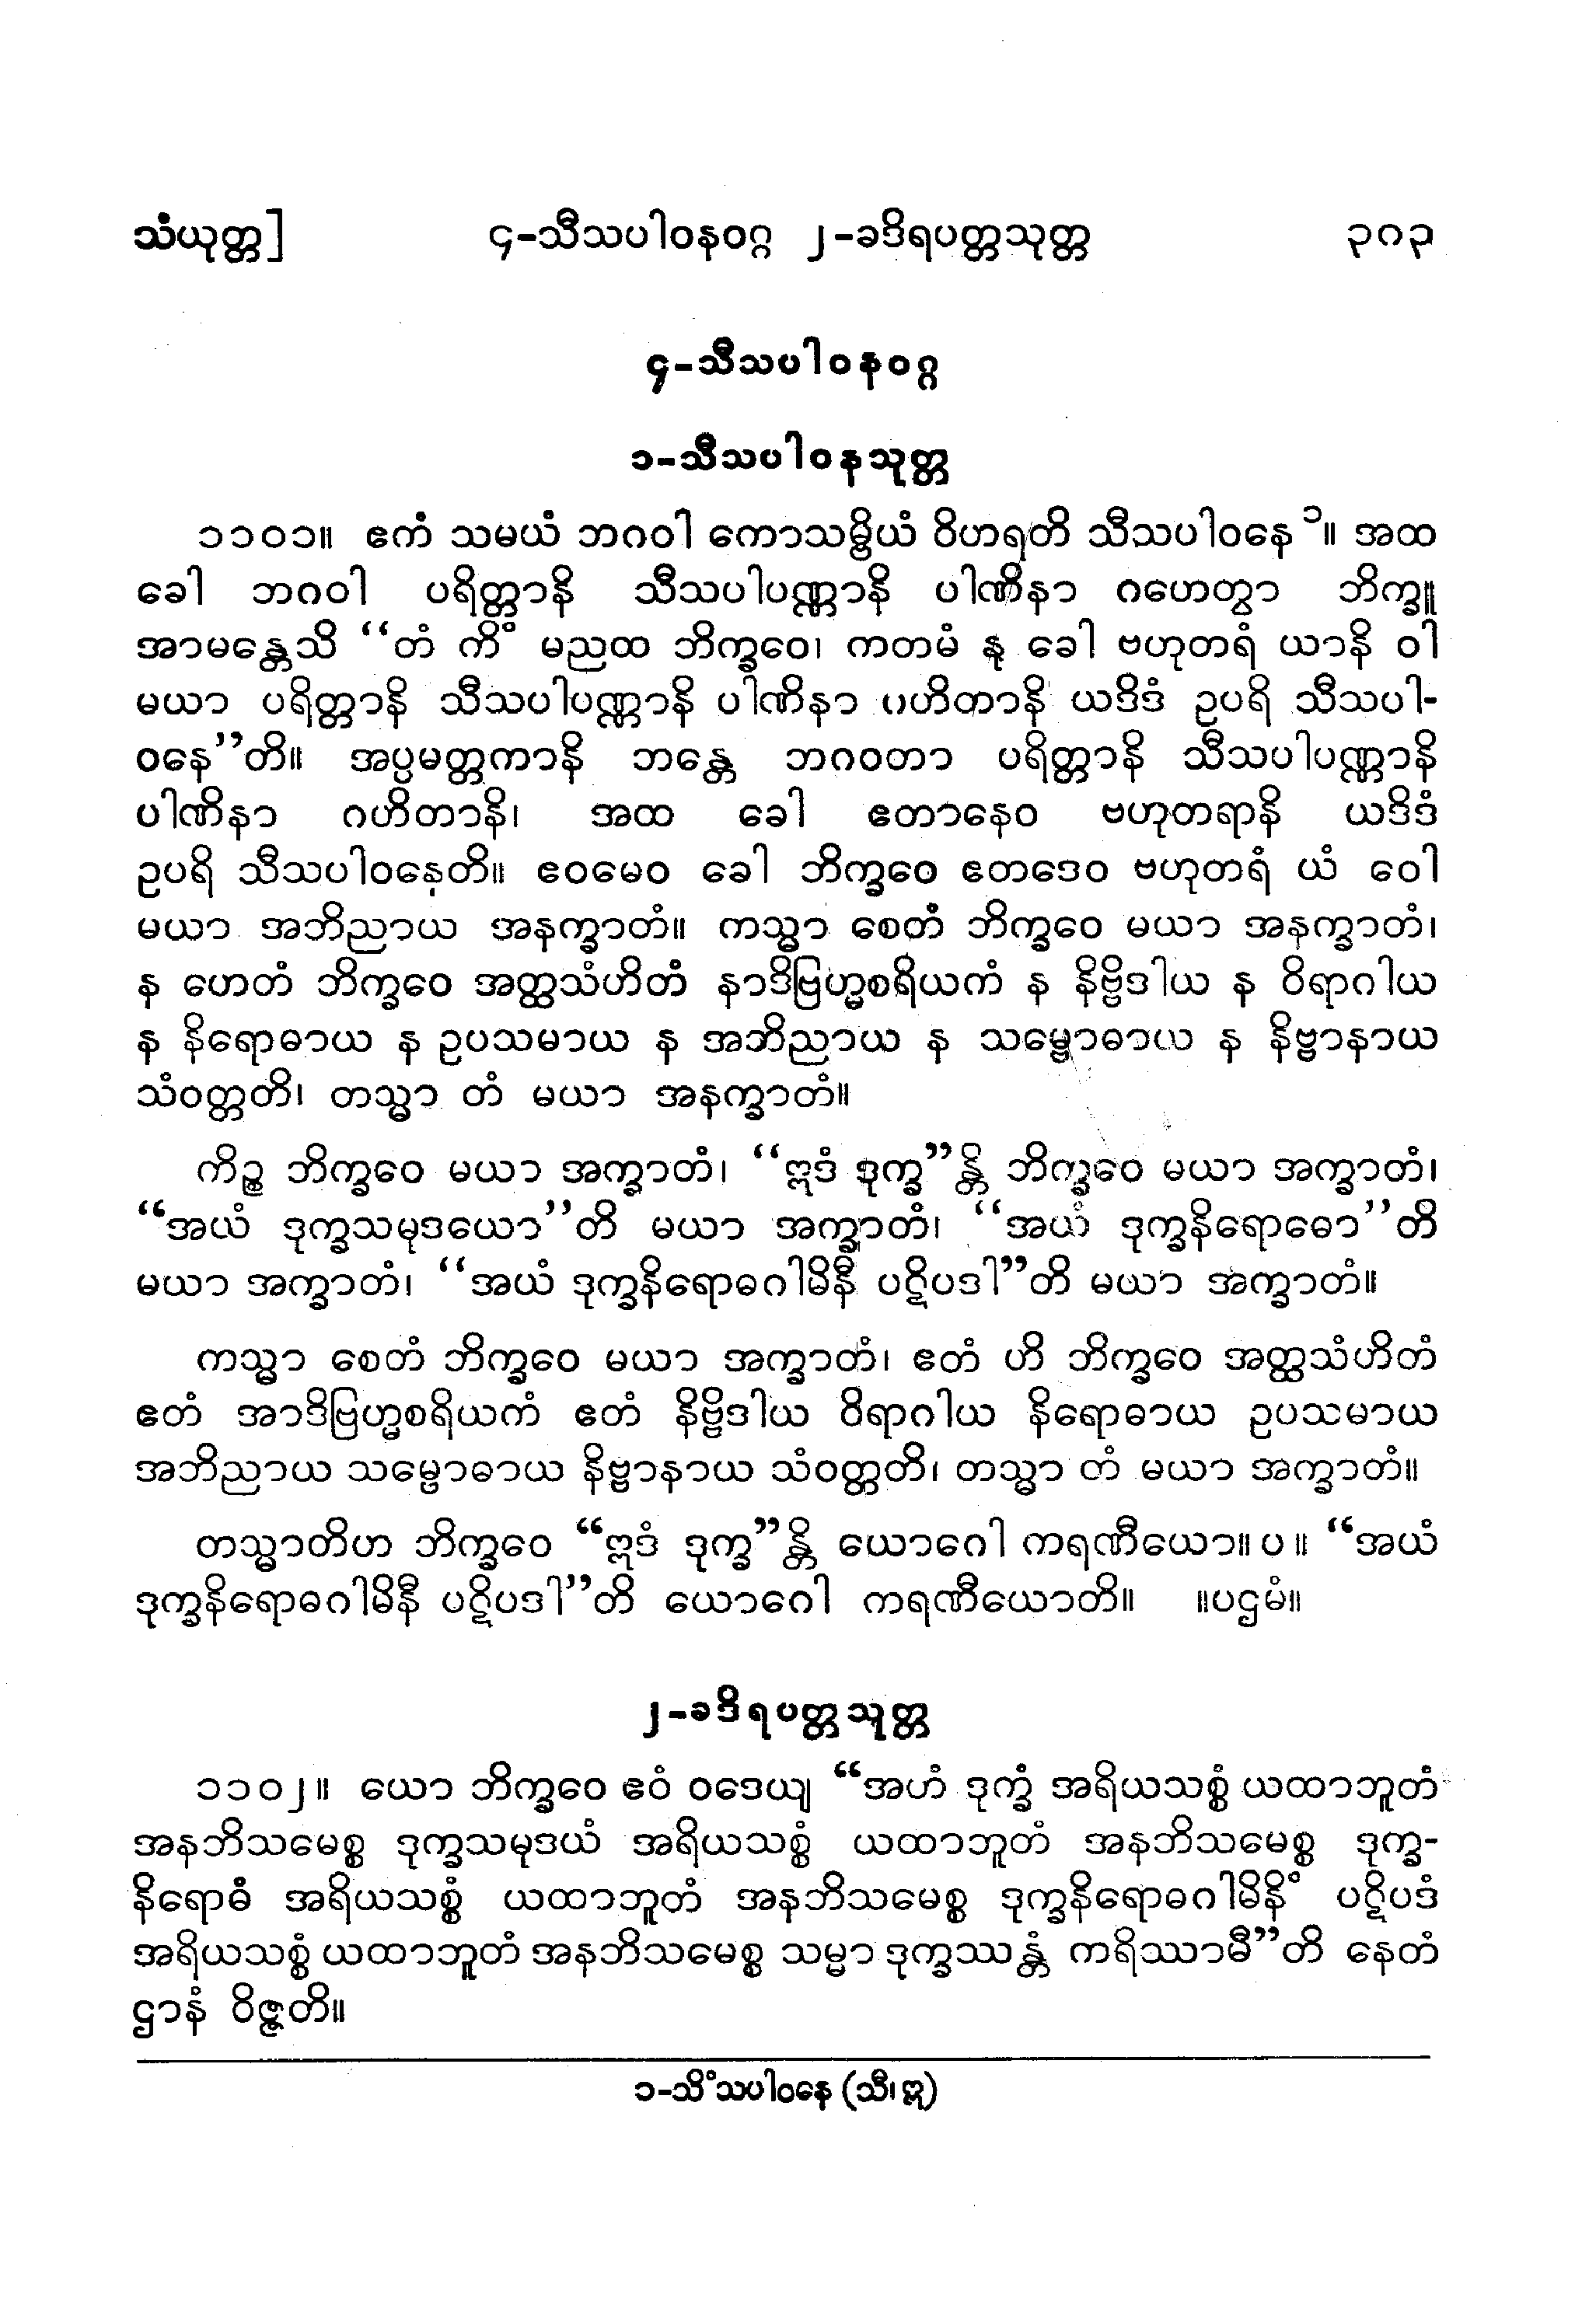 သံယုတ္တ] ၄-သီသပါဝနဝဂ္ဂ ၂-ခဒိရပတ္တသုတ္တ ၃၈၃
၄-သီသပါဝနဝဂ္ဂ
၁-သီသပါဝနသုတ္တ
၁၁၀၁။ ဧကံ သမယံ ဘဂဝါ ကောသမ္ဗိယံ ဝိဟရတိ သီသပါဝနေ ၁။ အထ
ခေါ ဘဂဝါ ပရိတ္တာနိ သီသပါပဏ္ဏာနိ ပါဏိနာ ဂဟေတွာ ဘိက္ခူ
အာမန္တေသိ “တံ ကိံ မညထ ဘိက္ခဝေ၊ ကတမံ နု ခေါ ဗဟုတရံ ယာနိ ဝါ
မယာ ပရိတ္တာနိ သီသပါပဏ္ဏာနိ ပါဏိနာ ဂဟိတာနိ ယဒိဒံ ဥပရိ သီသပါ-
ဝနေ”တိ။ အပ္ပမတ္တကာနိ ဘန္တေ ဘဂဝတာ ပရိတ္တာနိ သီသပါပဏ္ဏာနိ
ပါဏိနာ ဂဟိတာနိ၊ အထ ခေါ ဧတာနေဝ ဗဟုတရာနိ ယဒိဒံ
ဥပရိ သီသပါဝနေတိ။ ဧဝမေဝ ခေါ ဘိက္ခဝေ ဧတဒေဝ ဗဟုတရံ ယံ ဝေါ
မယာ အဘိညာယ အနက္ခာတံ။ ကသ္မာ စေတံ ဘိက္ခဝေ မယာ အနက္ခာတံ၊
န ဟေတံ ဘိက္ခဝေ အတ္ထသံဟိတံ နာဒိဗြဟ္မစရိယကံ န နိဗ္ဗိဒါယ န ဝိရာဂါယ
န နိရောဓာယ န ဥပသမာယ န အဘိညာယ န သမ္ဗောဓာယ န နိဗ္ဗာနာယ
သံဝတ္တတိ၊ တသ္မာ တံ မယာ အနက္ခာတံ။
ကိဉ္စ ဘိက္ခဝေ မယာ အက္ခာတံ၊ “ဣဒံ ဒုက္ခ”န္တိ ဘိက္ခဝေ မယာ အက္ခာတံ၊
“အယံ ဒုက္ခသမုဒယော”တိ မယာ အက္ခာတံ၊ “အယံ ဒုက္ခနိရောဓော”တိ
မယာ အက္ခာတံ၊ “အယံ ဒုက္ခနိရောဓဂါမိနီ ပဋိပဒါ”တိ မယာ အက္ခာတံ။
ကသ္မာ စေတံ ဘိက္ခဝေ မယာ အက္ခာတံ၊ ဧတံ ဟိ ဘိက္ခဝေ အတ္ထသံဟိတံ
ဧတံ အာဒိဗြဟ္မစရိယကံ ဧတံ နိဗ္ဗိဒါယ ဝိရာဂါယ နိရောဓာယ ဥပသမာယ
အဘိညာယ သမ္ဗောဓာယ နိဗ္ဗာနာယ သံဝတ္တတိ၊ တသ္မာ တံ မယာ အက္ခာတံ။
တသ္မာတိဟ ဘိက္ခဝေ “ဣဒံ ဒုက္ခ”န္တိ ယောဂေါ ကရဏီယော။ ပ ။ “အယံ
ဒုက္ခနိရောဓဂါမိနီ ပဋိပဒါ”တိ ယောဂေါ ကရဏီယောတိ။ ။ပဌမံ။
၂-ခဒိရပတ္တသုတ္တ
၁၁၀၂။ ယော ဘိက္ခဝေ ဧဝံ ဝဒေယျ “အဟံ ဒုက္ခံ အရိယသစ္စံ ယထာဘူတံ
အနဘိသမေစ္စ ဒုက္ခသမုဒယံ အရိယသစ္စံ ယထာဘူတံ အနဘိသမေစ္စ ဒုက္ခ-
နိရောဓံ အရိယသစ္စံ ယထာဘူတံ အနဘိသမေစ္စ ဒုက္ခနိရောဓဂါမိနိံ ပဋိပဒံ
အရိယသစ္စံ ယထာဘူတံ အနဘိသမေစ္စ သမ္မာ ဒုက္ခဿန္တံ ကရိဿာမီ”တိ နေတံ
ဌာနံ ဝိဇ္ဇတိ။
၁-သိံသပါဝနေ (သီ၊ ဣ)